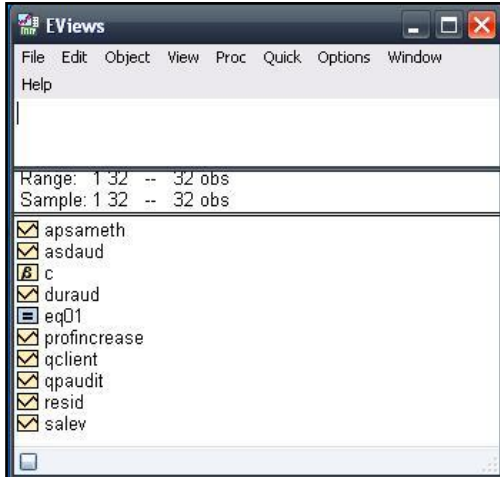 EViews
File Edit Object View Proc Quick Options Window
Help
Range: 1 32 -- 32 obs
Sample: 1 32 -- 32 obs
apsameth
asdaud
β c
duraud
= eq01
profincrease
qclient
qpaudit
resid
salev